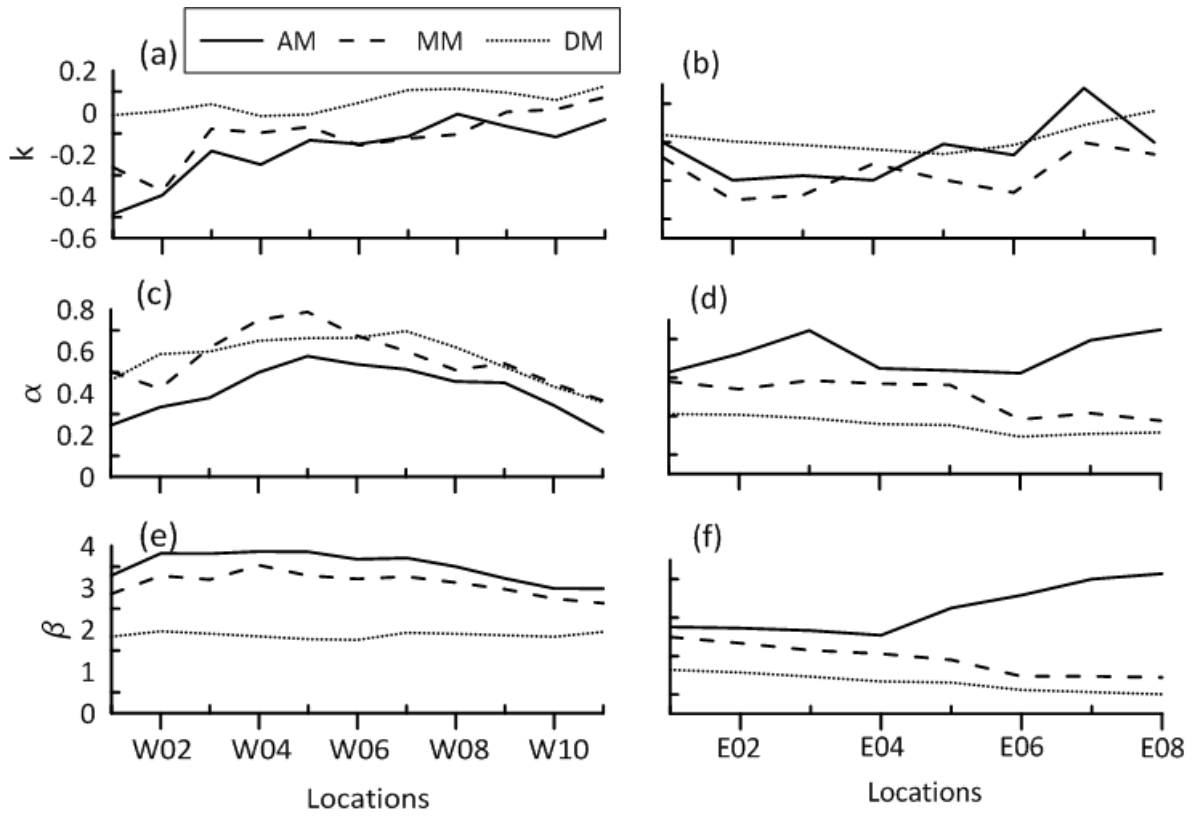 AM MM DM
(a)
0.2
0
-0.2
-0.4
-0.6
k
(b)
(c)
0.8
0.6
0.4
0.2
0
α
(d)
(e)
4
3
2
1
0
β
(f)
W02 W04 W06 W08 W10
Locations
E02 E04 E06 E08
Locations